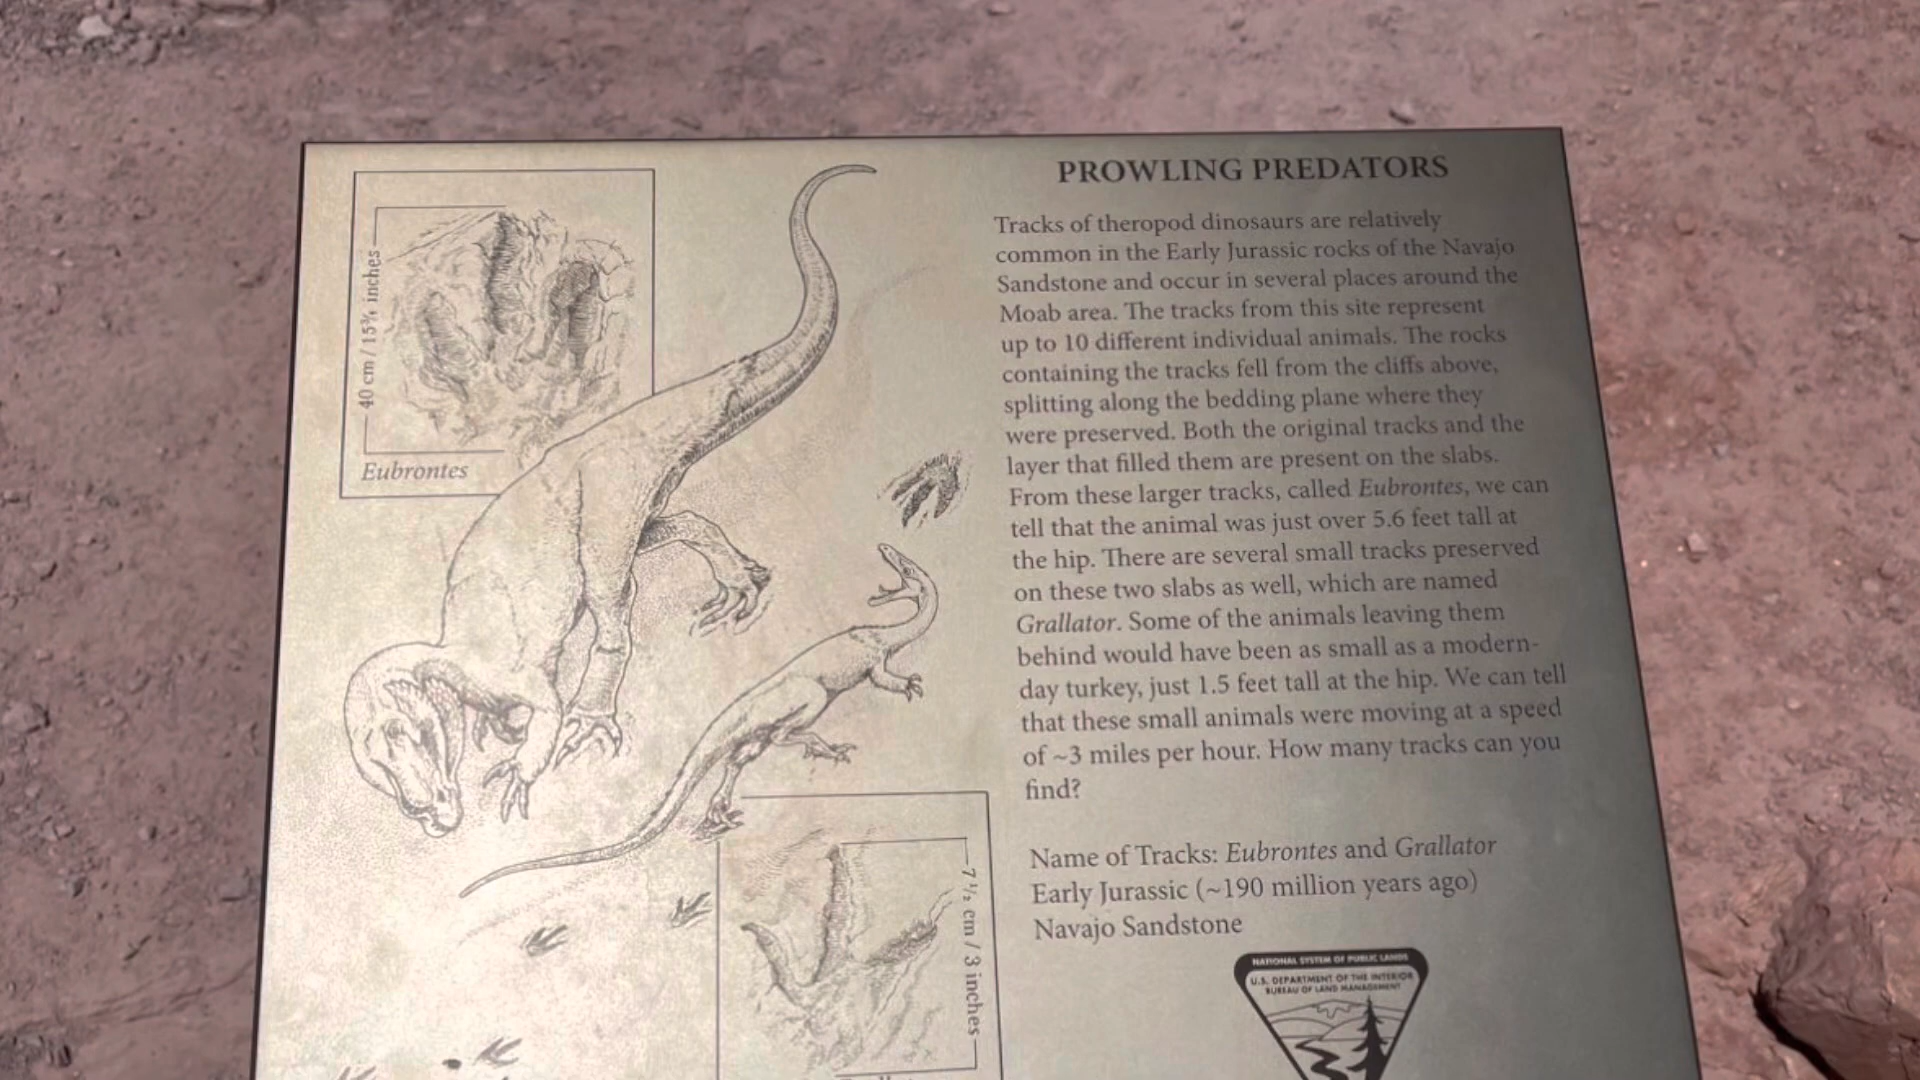 PROWLING PREDATORS
Tracks of theropod dinosaurs are relatively
common in the Early Jurassic rocks of the Navajo
Sandstone and occur in several places around the
Moab area. The tracks from this site represent
up to 10 different individual animals. The rocks
containing the tracks fell from the cliffs above,
splitting along the bedding plane where they
were preserved. Both the original tracks and the
layer that filled them are present on the slabs.
From these larger tracks, called Eubrontes, we can
tell that the animal was just over 5.6 feet tall at
the hip. There are several small tracks preserved
on these two slabs as well, which are named
Grallator. Some of the animals leaving them
behind would have been as small as a modern-
day turkey, just 1.5 feet tall at the hip. We can tell
that these small animals were moving at a speed
of ~3 miles per hour. How many tracks can you
find?
Name of Tracks: Eubrontes and Grallator
Early Jurassic (~190 million years ago)
Navajo Sandstone
40 cm / 15¾ inches
Eubrontes
7½ cm / 3 inches
NATIONAL SYSTEM OF PUBLIC LANDS
U.S. DEPARTMENT OF THE INTERIOR
BUREAU OF LAND MANAGEMENT